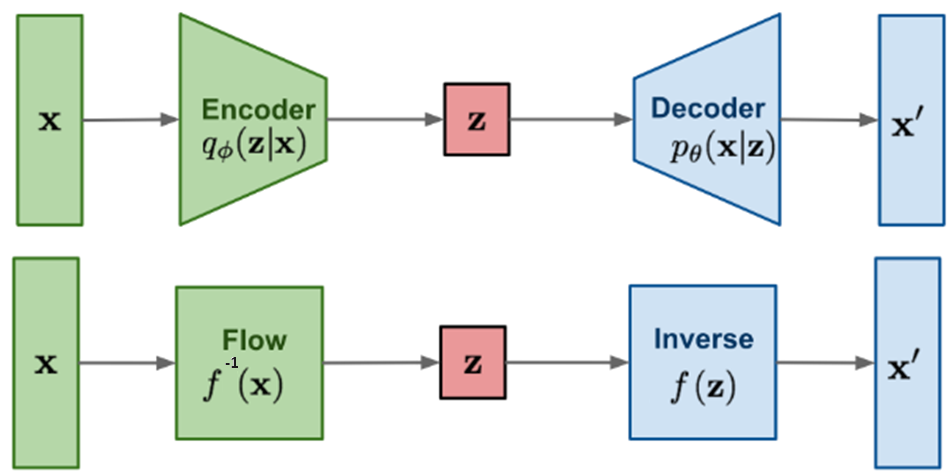 x
Encoder
qϕ(z|x)
z
Decoder
pθ(x|z)
x′
x
Flow
f⁻¹(x)
z
Inverse
f(z)
x′